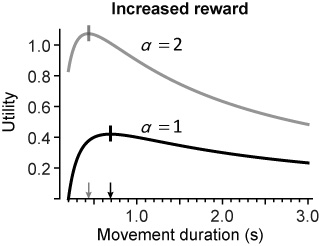 Increased reward
1.0
0.8
0.6
0.4
0.2
Utility
α = 2
α = 1
1.0 2.0 3.0
Movement duration (s)